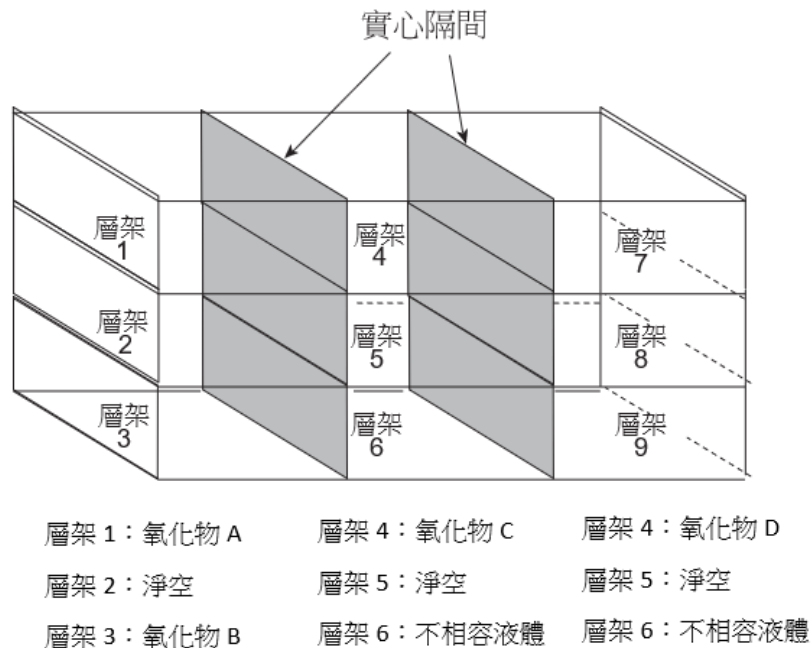 實心隔間
層架
1
層架
4
層架
7
層架
2
層架
5
層架
8
層架
3
層架
6
層架
9
層架 1：氧化物 A
層架 4：氧化物 C
層架 4：氧化物 D
層架 2：淨空
層架 5：淨空
層架 5：淨空
層架 3：氧化物 B
層架 6：不相容液體
層架 6：不相容液體